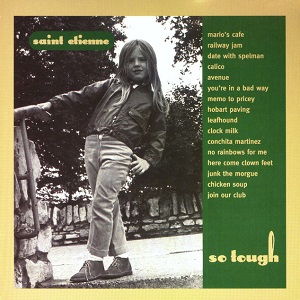 saint etienne
mario's cafe
railway jam
date with spelman
calico
avenue
you're in a bad way
memo to pricey
hobart paving
leafhound
clock milk
conchita martinez
no rainbows for me
here come clown feet
junk the morgue
chicken soup
join our club
so tough